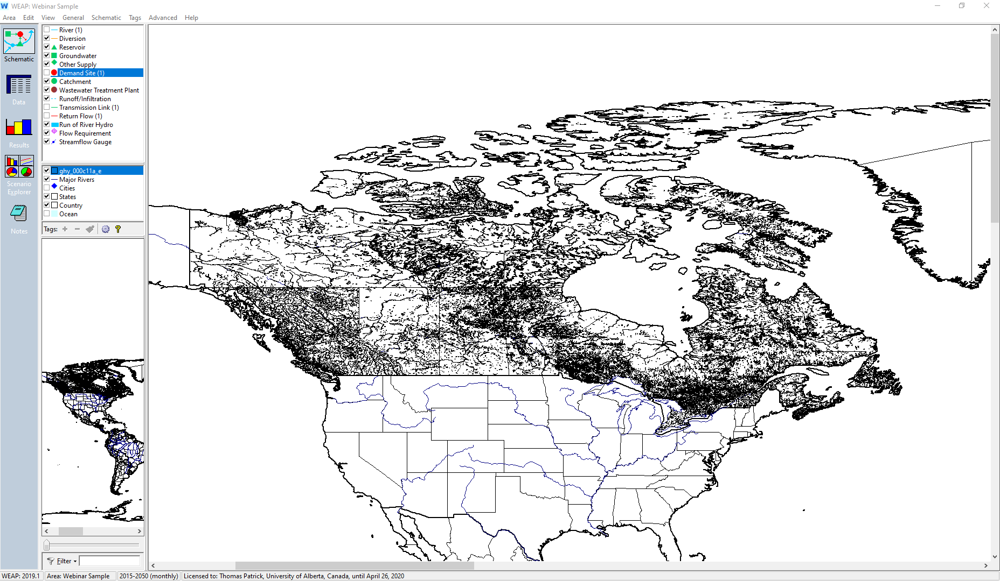 WEAP: Webinar Sample
Area Edit View General Schematic Tags Advanced Help
Schematic
Data
Results
Scenario
Explorer
Notes
River (1)
Diversion
Reservoir
Groundwater
Other Supply
Demand Site (1)
Catchment
Wastewater Treatment Plant
Runoff/Infiltration
Transmission Link (1)
Return Flow (1)
Run of River Hydro
Flow Requirement
Streamflow Gauge
ghy_000c11a_e
Major Rivers
Cities
States
Country
Ocean
Tags:
Filter
WEAP: 2019.1 Area: Webinar Sample 2015-2050 (monthly) Licensed to: Thomas Patrick, University of Alberta, Canada, until April 26, 2020